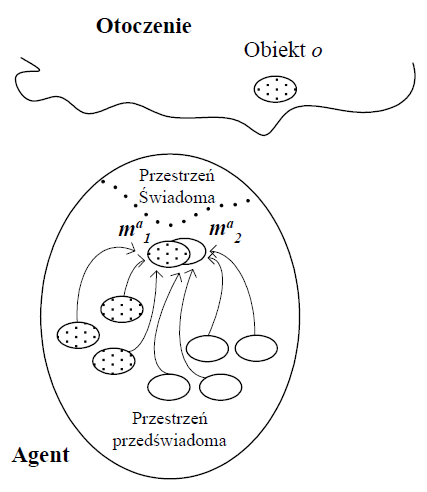 Otoczenie
Obiekt o
Przestrzeń
Świadoma
mᵃ₁ mᵃ₂
Przestrzeń
przedświadoma
Agent